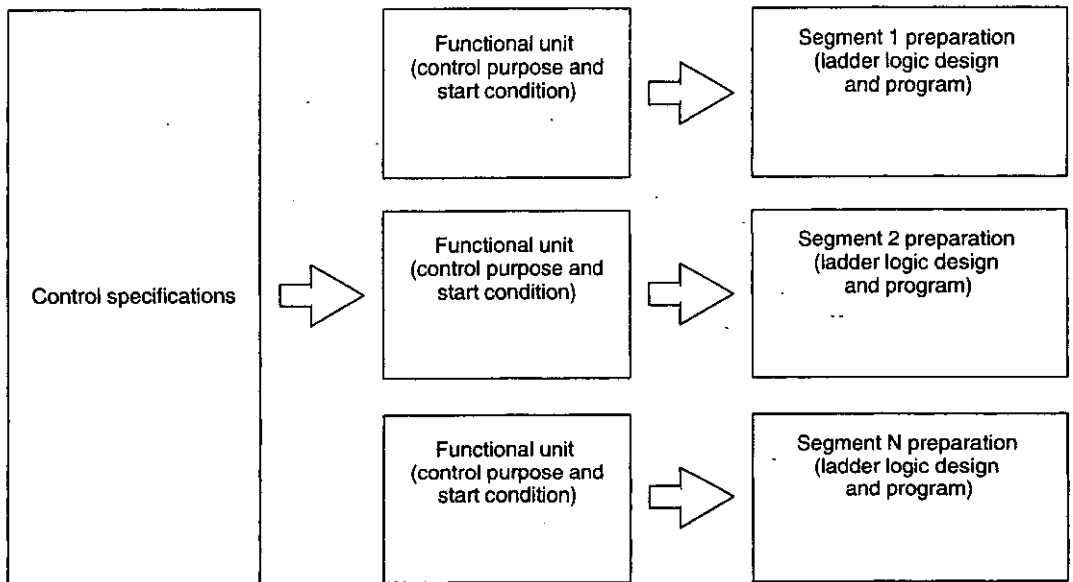 Functional unit
(control purpose and
start condition)
Segment 1 preparation
(ladder logic design
and program)
Control specifications
Functional unit
(control purpose and
start condition)
Segment 2 preparation
(ladder logic design
and program)
Functional unit
(control purpose and
start condition)
Segment N preparation
(ladder logic design
and program)